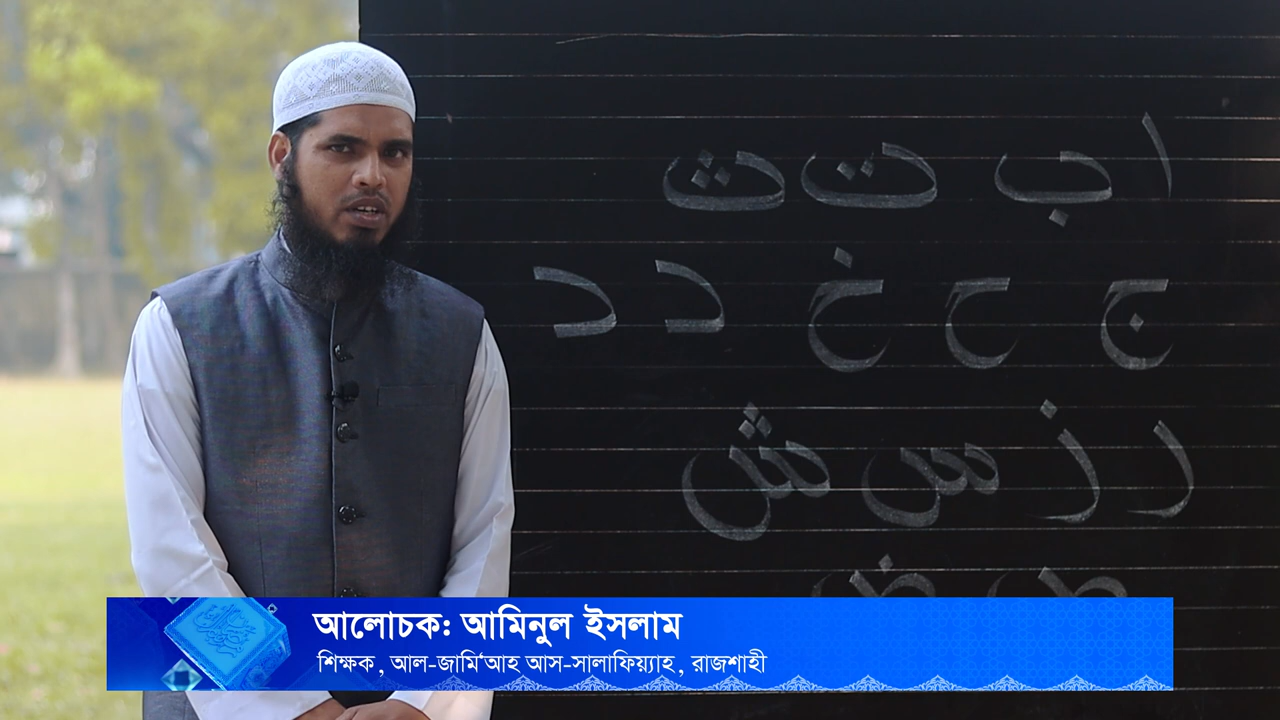 ا ب ت ث
ج ح خ د د
ر ز س ش
ص ض
আলোচক: আমিনুল ইসলাম
শিক্ষক, আল-জামি‘আহ আস-সালাফিয়্যাহ, রাজশাহী